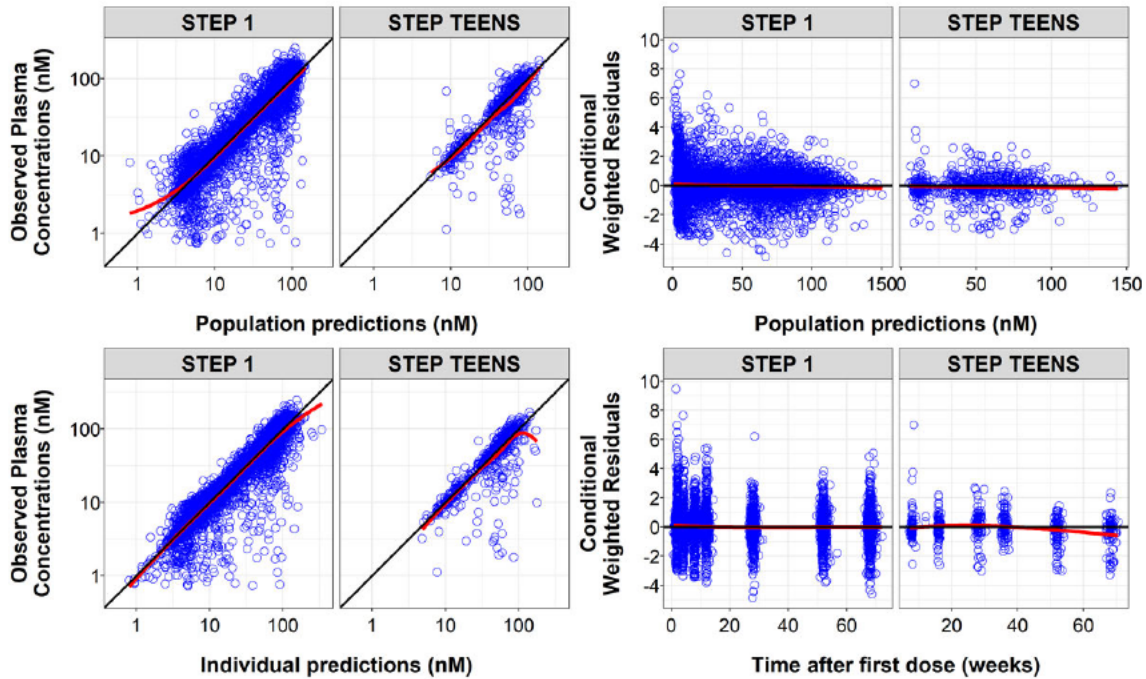 STEP 1
STEP TEENS
Observed Plasma
Concentrations (nM)
100
10
1
1
10
100
1
10
100
Population predictions (nM)
STEP 1
STEP TEENS
Conditional
Weighted Residuals
10
8
6
4
2
0
-2
-4
0
50
100
150
0
50
100
150
Population predictions (nM)
STEP 1
STEP TEENS
Observed Plasma
Concentrations (nM)
100
10
1
1
10
100
1
10
100
Individual predictions (nM)
STEP 1
STEP TEENS
Conditional
Weighted Residuals
10
8
6
4
2
0
-2
-4
0
20
40
60
20
40
60
Time after first dose (weeks)